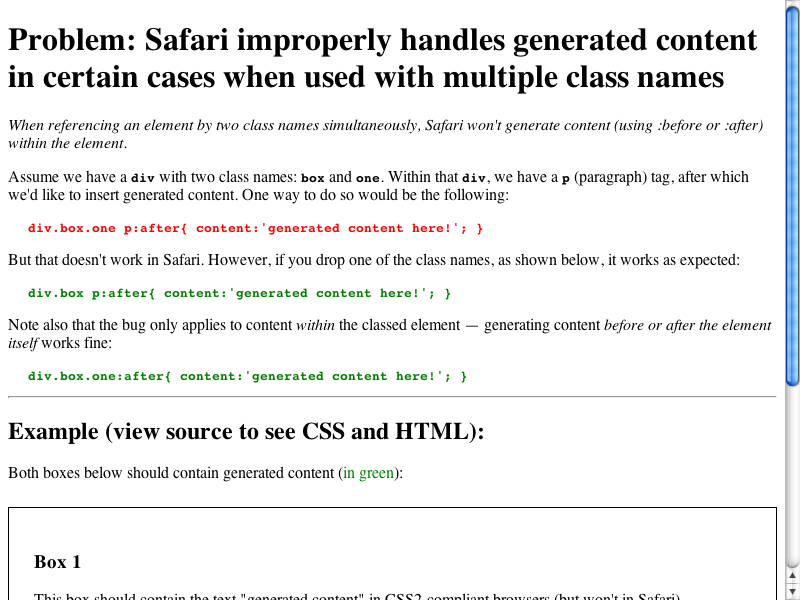 Problem: Safari improperly handles generated content
in certain cases when used with multiple class names
When referencing an element by two class names simultaneously, Safari won't generate content (using :before or :after)
within the element.
Assume we have a div with two class names: box and one. Within that div, we have a p (paragraph) tag, after which
we'd like to insert generated content. One way to do so would be the following:
div.box.one p:after{ content:'generated content here!'; }
But that doesn't work in Safari. However, if you drop one of the class names, as shown below, it works as expected:
div.box p:after{ content:'generated content here!'; }
Note also that the bug only applies to content within the classed element — generating content before or after the element
itself works fine:
div.box.one:after{ content:'generated content here!'; }
Example (view source to see CSS and HTML):
Both boxes below should contain generated content (in green):
Box 1
This box should contain the text "generated content" in CSS2-compliant browsers (but won't in Safari)